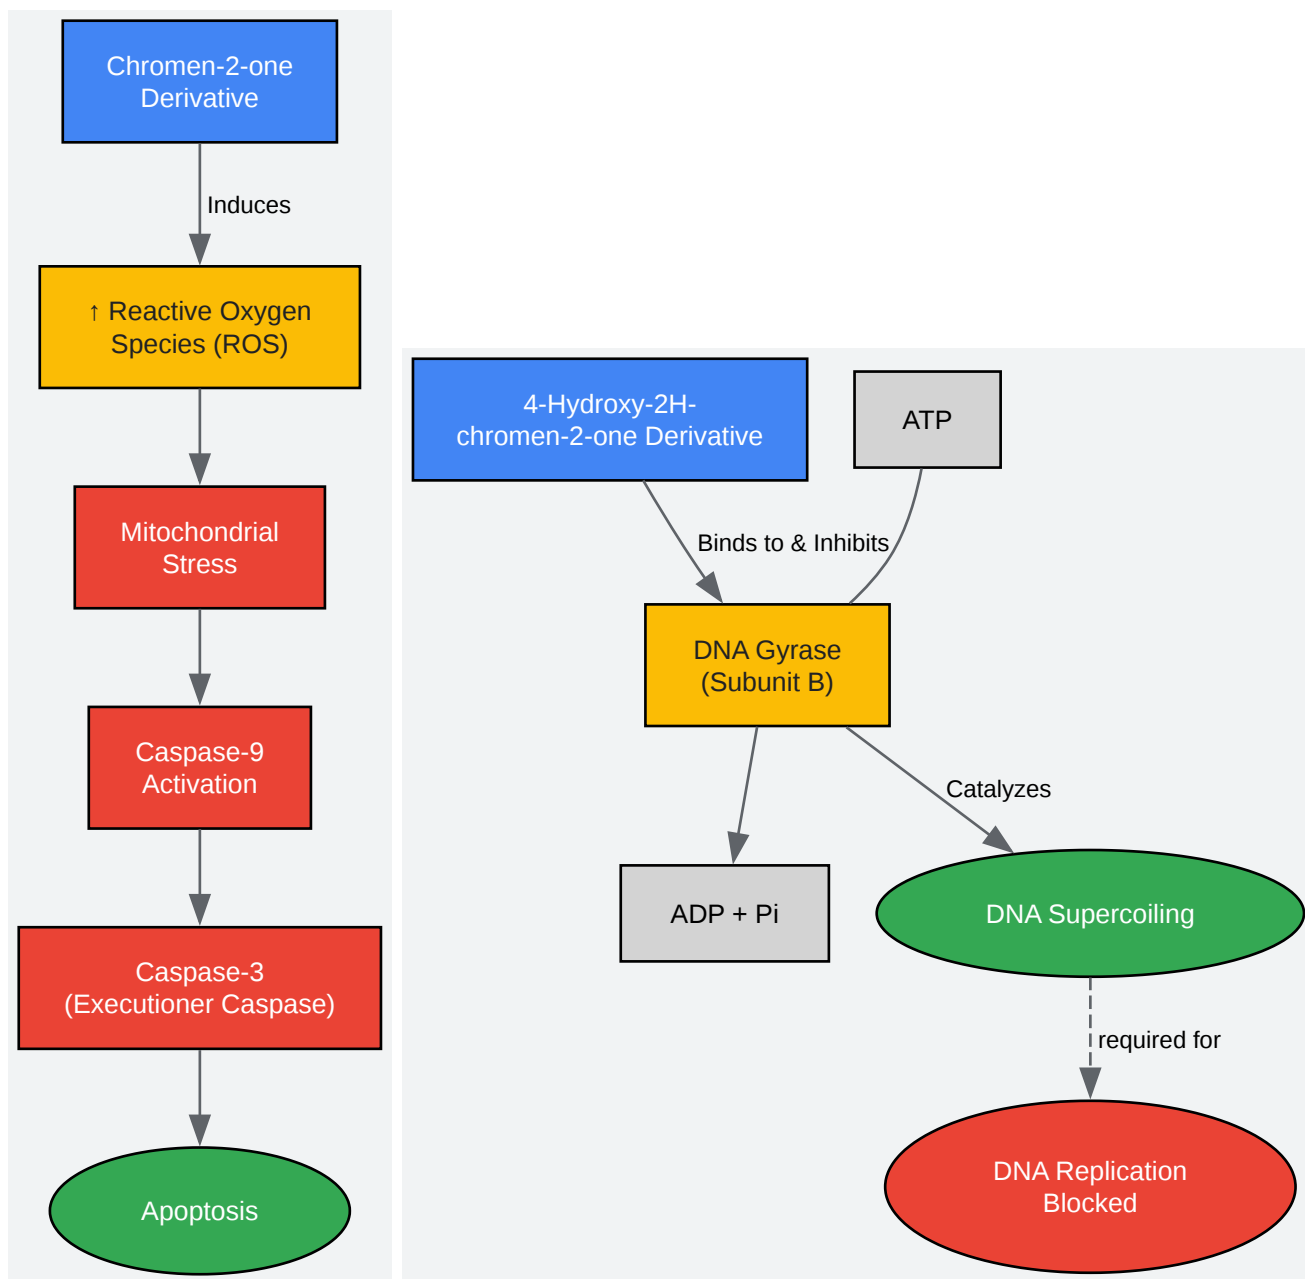 Chromen-2-one
Derivative
Induces
↑ Reactive Oxygen
Species (ROS)
Mitochondrial
Stress
Caspase-9
Activation
Caspase-3
(Executioner Caspase)
Apoptosis
4-Hydroxy-2H-
chromen-2-one Derivative
ATP
Binds to & Inhibits
DNA Gyrase
(Subunit B)
Catalyzes
ADP + Pi
DNA Supercoiling
required for
DNA Replication
Blocked